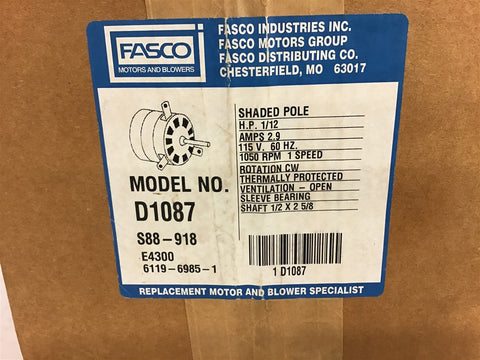 FASCO
MOTORS AND BLOWERS
FASCO INDUSTRIES INC.
FASCO MOTORS GROUP
FASCO DISTRIBUTING CO.
CHESTERFIELD, MO 63017
SHADED POLE
H.P. 1/12
AMPS 2.9
115 V. 60 HZ.
1050 RPM 1 SPEED
ROTATION CW
THERMALLY PROTECTED
VENTILATION - OPEN
SLEEVE BEARING
SHAFT 1/2 X 2 5/8
MODEL NO.
D1087
S88-918
E4300
6119-6985-1
1 D1087
REPLACEMENT MOTOR AND BLOWER SPECIALIST